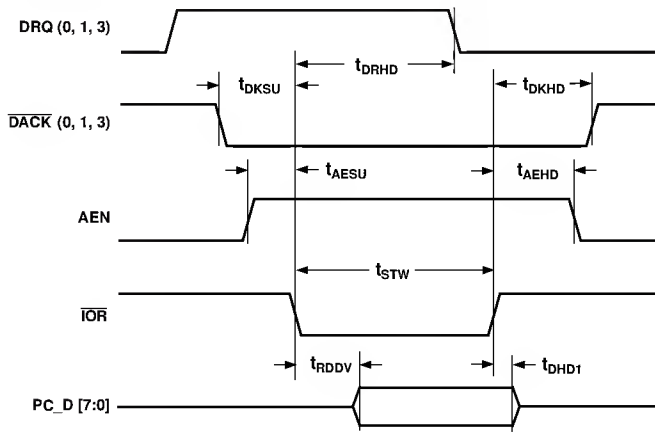 DRQ (0, 1, 3)
tDRHD
tDKSU
tDKHD
DACK (0, 1, 3)
tAESU
tAEHD
AEN
tSTW
IOR
tRDDV
tDHD1
PC_D [7:0]